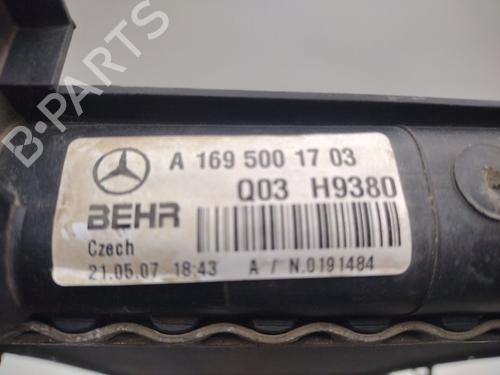 B-PARTS
A 169 500 17 03
Q03 H9380
BEHR
Czech
21.05.07 18:43 A / N.0191484